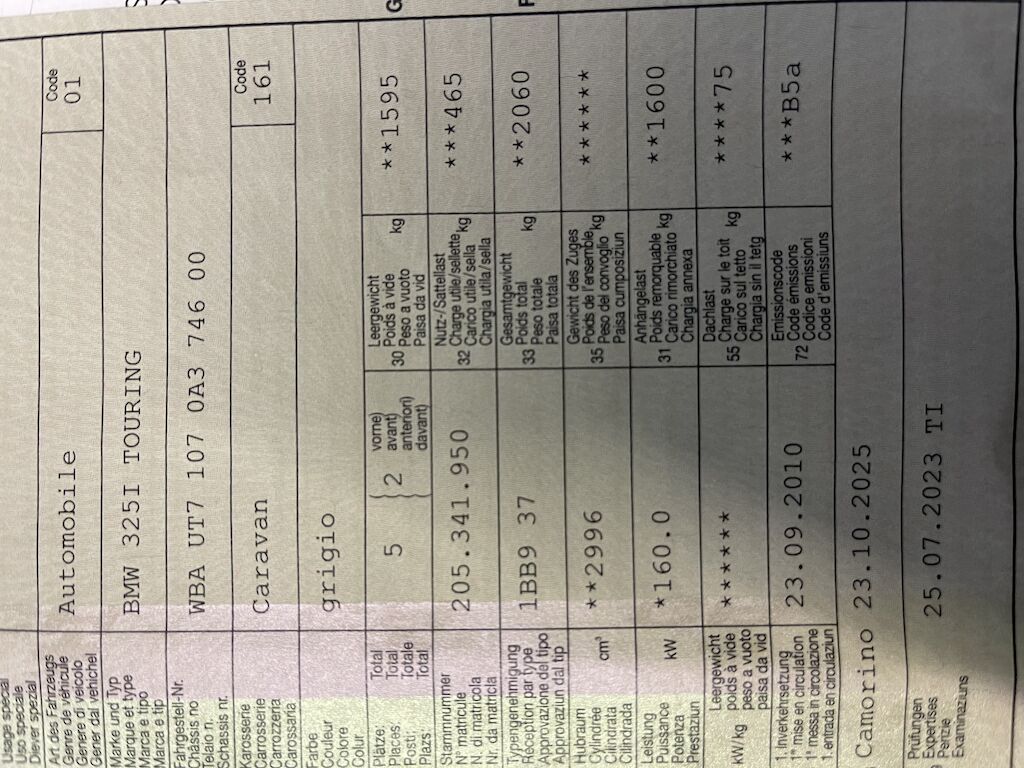 Usage spécial
Uso speciale
Diever spezial
Art des Fahrzeugs
Genre de véhicule
Genere di veicolo
Gener dal vehichel
Automobile
Code
01
Marke und Typ
Marque et type
Marca e tipo
Marca e tip
BMW 325I TOURING
Fahrgestell-Nr.
Châssis no
Telaio n.
Schassis nr.
WBA UT7 107 0A3 746 00
Karosserie
Carrosserie
Carrozzeria
Carossaria
Caravan
Code
161
Farbe
Couleur
Colore
Colur
grigio
Plätze: Total
Places Total
Posti: Totale
Plazs: Total
5
2
vorne)
avant)
anteriori)
davant)
Leergewicht
Poids à vide
30 Peso a vuoto kg
Paisa da vid
**1595
Stammnummer
N° matricule
N. di matricola
Nr. da matricla
205.341.950
Nutz-/Sattellast
Charge utile/sellette
32 Carico utile/sella kg
Chargia utila/sella
***465
Typengenehmigung
Réception par type
Approvazione del tipo
Approvaziun dal tip
1BB9 37
Gesamtgewicht
Poids total
33 Peso totale kg
Paisa totala
**2060
Hubraum
Cylindrée
Cilindrata cm³
Cilindrada
**2996
Gewicht des Zuges
Poids de l'ensemble
35 Peso del convoglio kg
Paisa cumposiziun
******
Leistung
Puissance
Potenza kW
Prestaziun
*160.0
Anhängelast
Poids remorquable
31 Carico rimorchiato kg
Chargia annexa
**1600
Leergewicht
poids à vide
kW/kg peso a vuoto
paisa da vid
******
Dachlast
Charge sur le toit
55 Carico sul tetto kg
Chargia sin il tetg
****75
1. Inverkehrsetzung
1re mise en circulation
1a messa in circolazione
1. entrada en circulaziun
23.09.2010
Emissionscode
Code émissions
72 Codice emissioni
Code d'emissiuns
***B5a
Camorino 23.10.2025
Prüfungen
Expertises
Perizie
Examinaziuns
25.07.2023 TI